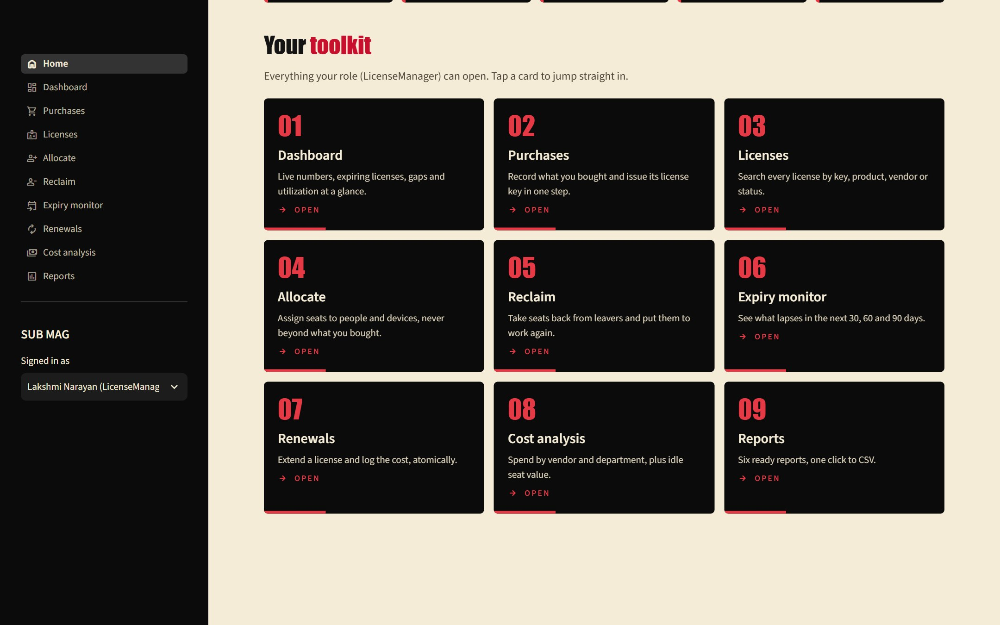 Home
Dashboard
Purchases
Licenses
Allocate
Reclaim
Expiry monitor
Renewals
Cost analysis
Reports
SUB MAG
Signed in as
Lakshmi Narayan (LicenseManag
Your toolkit
Everything your role (LicenseManager) can open. Tap a card to jump straight in.
01
Dashboard
Live numbers, expiring licenses, gaps and
utilization at a glance.
→ OPEN
02
Purchases
Record what you bought and issue its license
key in one step.
→ OPEN
03
Licenses
Search every license by key, product, vendor or
status.
→ OPEN
04
Allocate
Assign seats to people and devices, never
beyond what you bought.
→ OPEN
05
Reclaim
Take seats back from leavers and put them to
work again.
→ OPEN
06
Expiry monitor
See what lapses in the next 30, 60 and 90 days.
→ OPEN
07
Renewals
Extend a license and log the cost, atomically.
→ OPEN
08
Cost analysis
Spend by vendor and department, plus idle
seat value.
→ OPEN
09
Reports
Six ready reports, one click to CSV.
→ OPEN